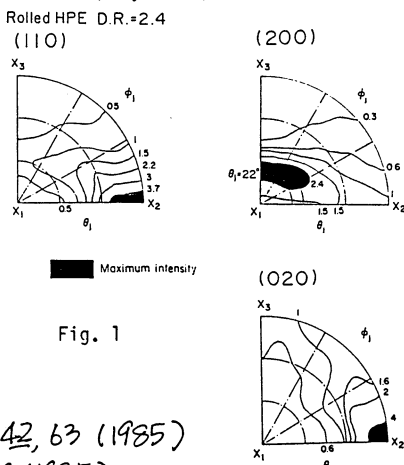 Rolled HPE D.R.=2.4
(110)
X3
ϕ1
0.5
1
1.5
2.2
3
3.7
X1
0.5
X2
θ1
(200)
X3
ϕ1
0.3
0.6
1
θ1=22°
2.4
X1
1.5 1.5
X2
θ1
Maximum intensity
Fig. 1
(020)
X3
1
ϕ1
1.6
2
4
X1
0.6
X2
42, 63 (1985)